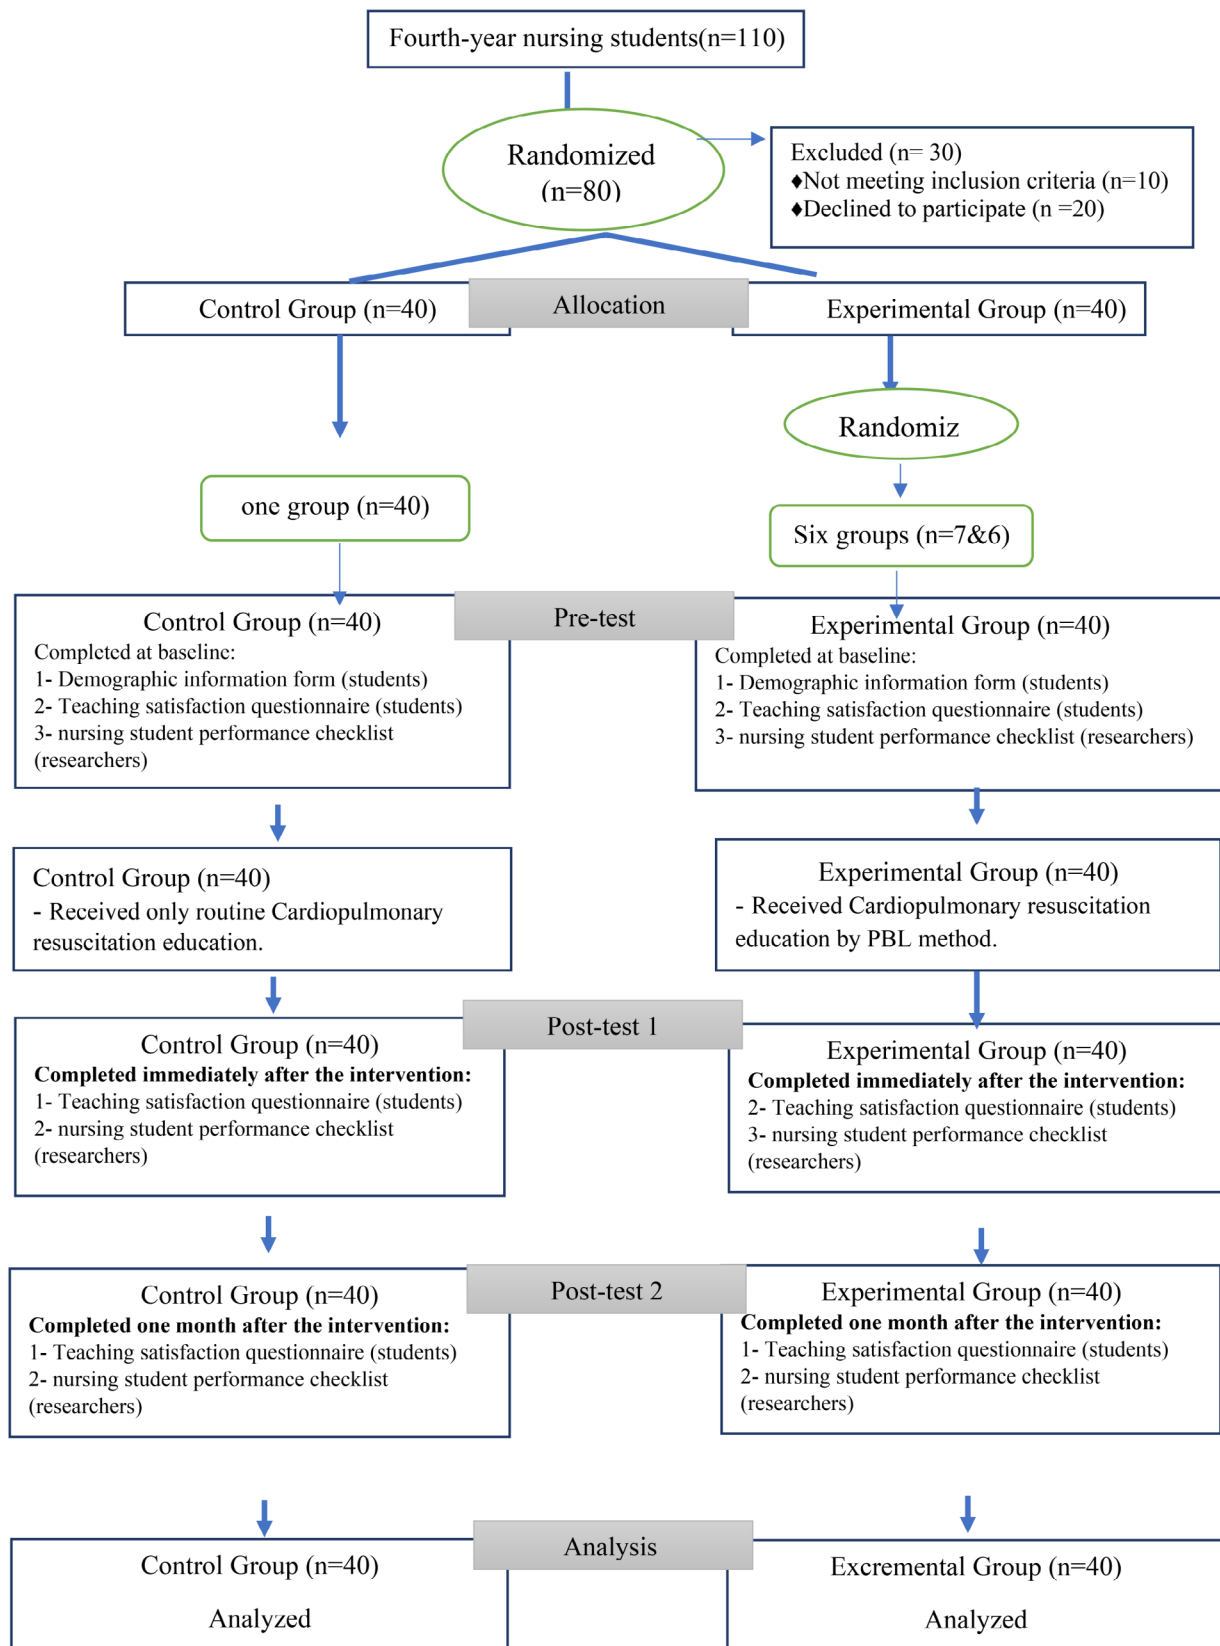 Fourth-year nursing students(n=110)
Randomized
(n=80)
Excluded (n= 30)
♦Not meeting inclusion criteria (n=10)
♦Declined to participate (n =20)
Control Group (n=40)
Allocation
Experimental Group (n=40)
Randomiz
one group (n=40)
Six groups (n=7&6)
Control Group (n=40)
Completed at baseline:
1- Demographic information form (students)
2- Teaching satisfaction questionnaire (students)
3- nursing student performance checklist
(researchers)
Pre-test
Experimental Group (n=40)
Completed at baseline:
1- Demographic information form (students)
2- Teaching satisfaction questionnaire (students)
3- nursing student performance checklist (researchers)
Control Group (n=40)
- Received only routine Cardiopulmonary
resuscitation education.
Experimental Group (n=40)
- Received Cardiopulmonary resuscitation
education by PBL method.
Control Group (n=40)
Completed immediately after the intervention:
1- Teaching satisfaction questionnaire (students)
2- nursing student performance checklist
(researchers)
Post-test 1
Experimental Group (n=40)
Completed immediately after the intervention:
2- Teaching satisfaction questionnaire (students)
3- nursing student performance checklist
(researchers)
Control Group (n=40)
Completed one month after the intervention:
1- Teaching satisfaction questionnaire (students)
2- nursing student performance checklist
(researchers)
Post-test 2
Experimental Group (n=40)
Completed one month after the intervention:
1- Teaching satisfaction questionnaire (students)
2- nursing student performance checklist
(researchers)
Control Group (n=40)
Analyzed
Analysis
Excremental Group (n=40)
Analyzed